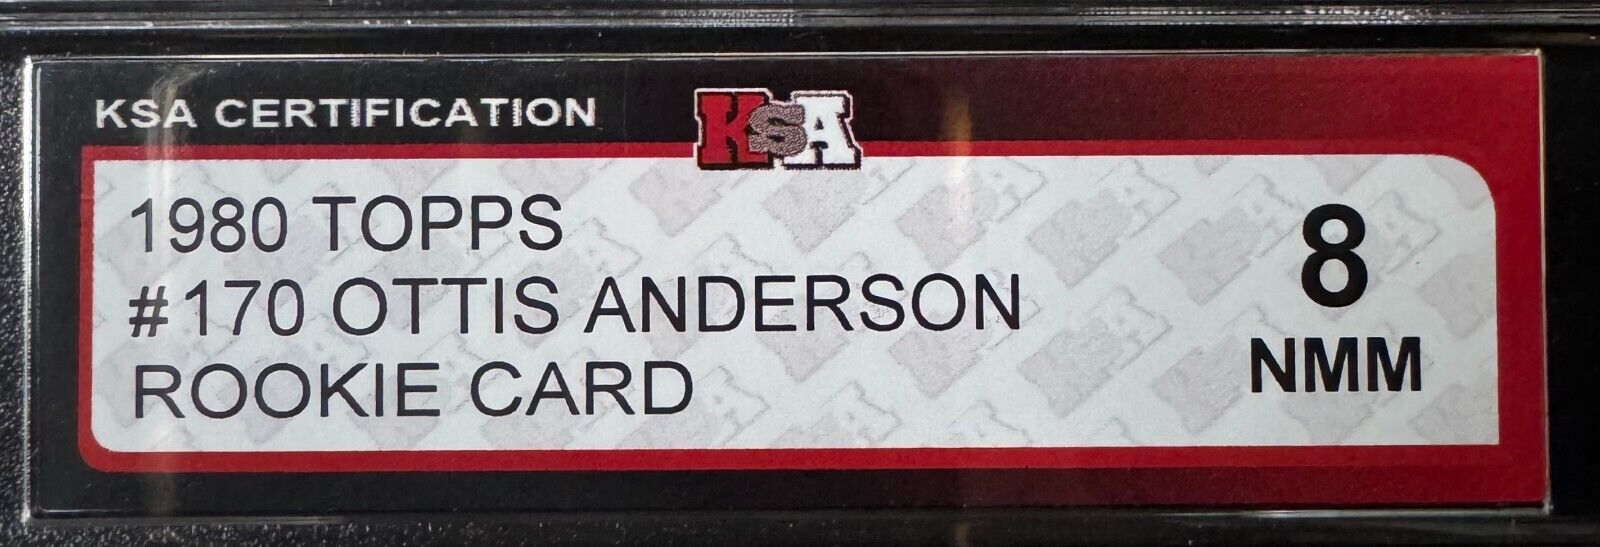 KSA CERTIFICATION
KSA
1980 TOPPS
#170 OTTIS ANDERSON
ROOKIE CARD
8
NMM